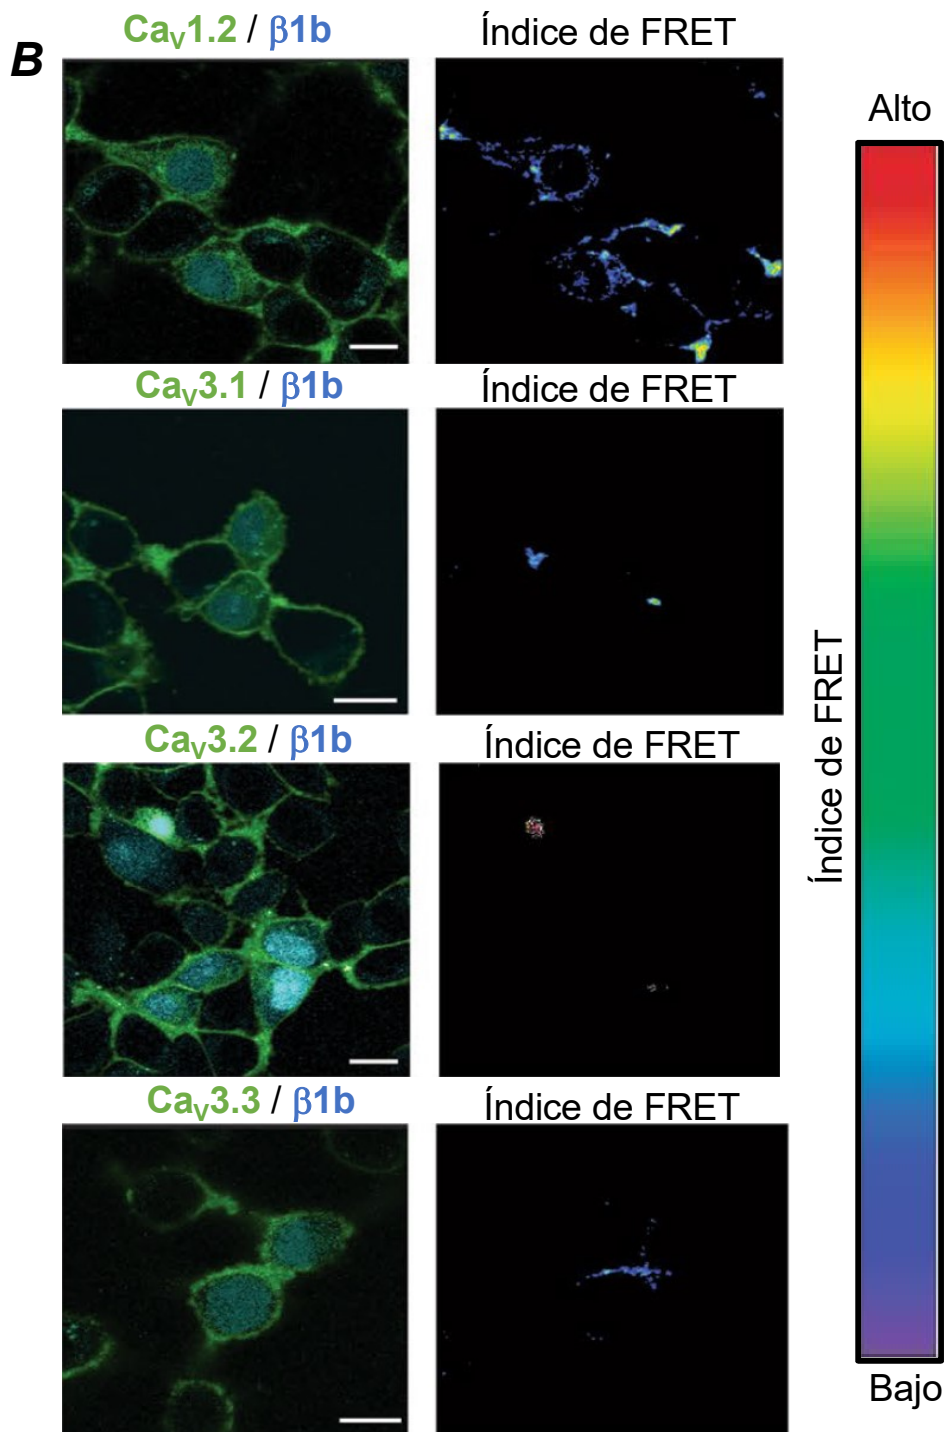 B
Cav1.2 / β1b
Índice de FRET
Cav3.1 / β1b
Índice de FRET
Cav3.2 / β1b
Índice de FRET
Cav3.3 / β1b
Índice de FRET
Alto
Índice de FRET
Bajo